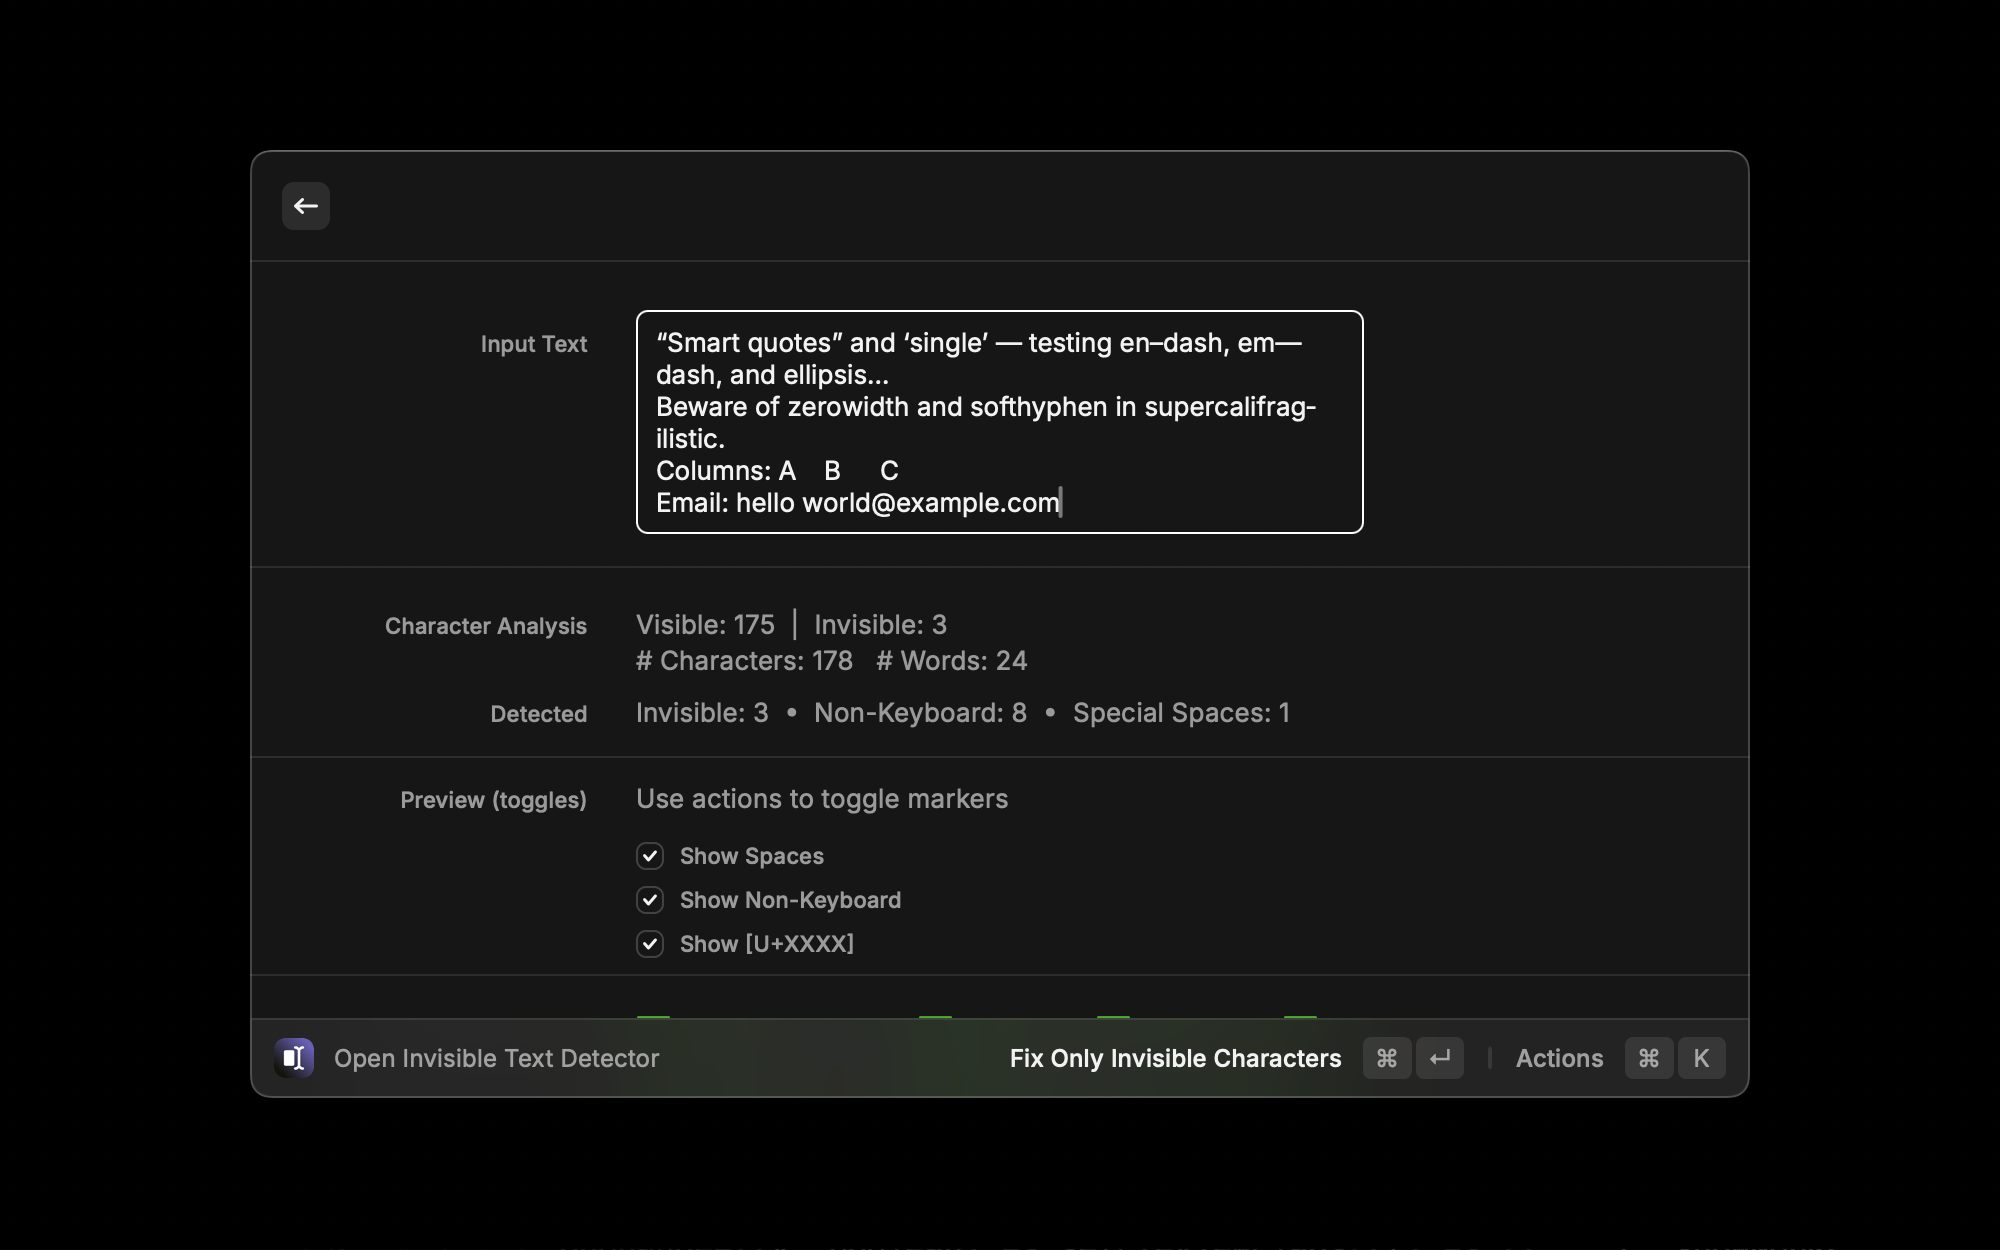 Input Text
“Smart quotes” and ‘single’ — testing en–dash, em—
dash, and ellipsis…
Beware of zerowidth and softhyphen in supercalifrag-
ilistic.
Columns: A    B      C
Email: hello world@example.com
Character Analysis
Visible: 175 | Invisible: 3
# Characters: 178  # Words: 24
Detected
Invisible: 3 • Non-Keyboard: 8 • Special Spaces: 1
Preview (toggles)
Use actions to toggle markers
Show Spaces
Show Non-Keyboard
Show [U+XXXX]
Open Invisible Text Detector
Fix Only Invisible Characters ⌘ ↵ | Actions ⌘ K